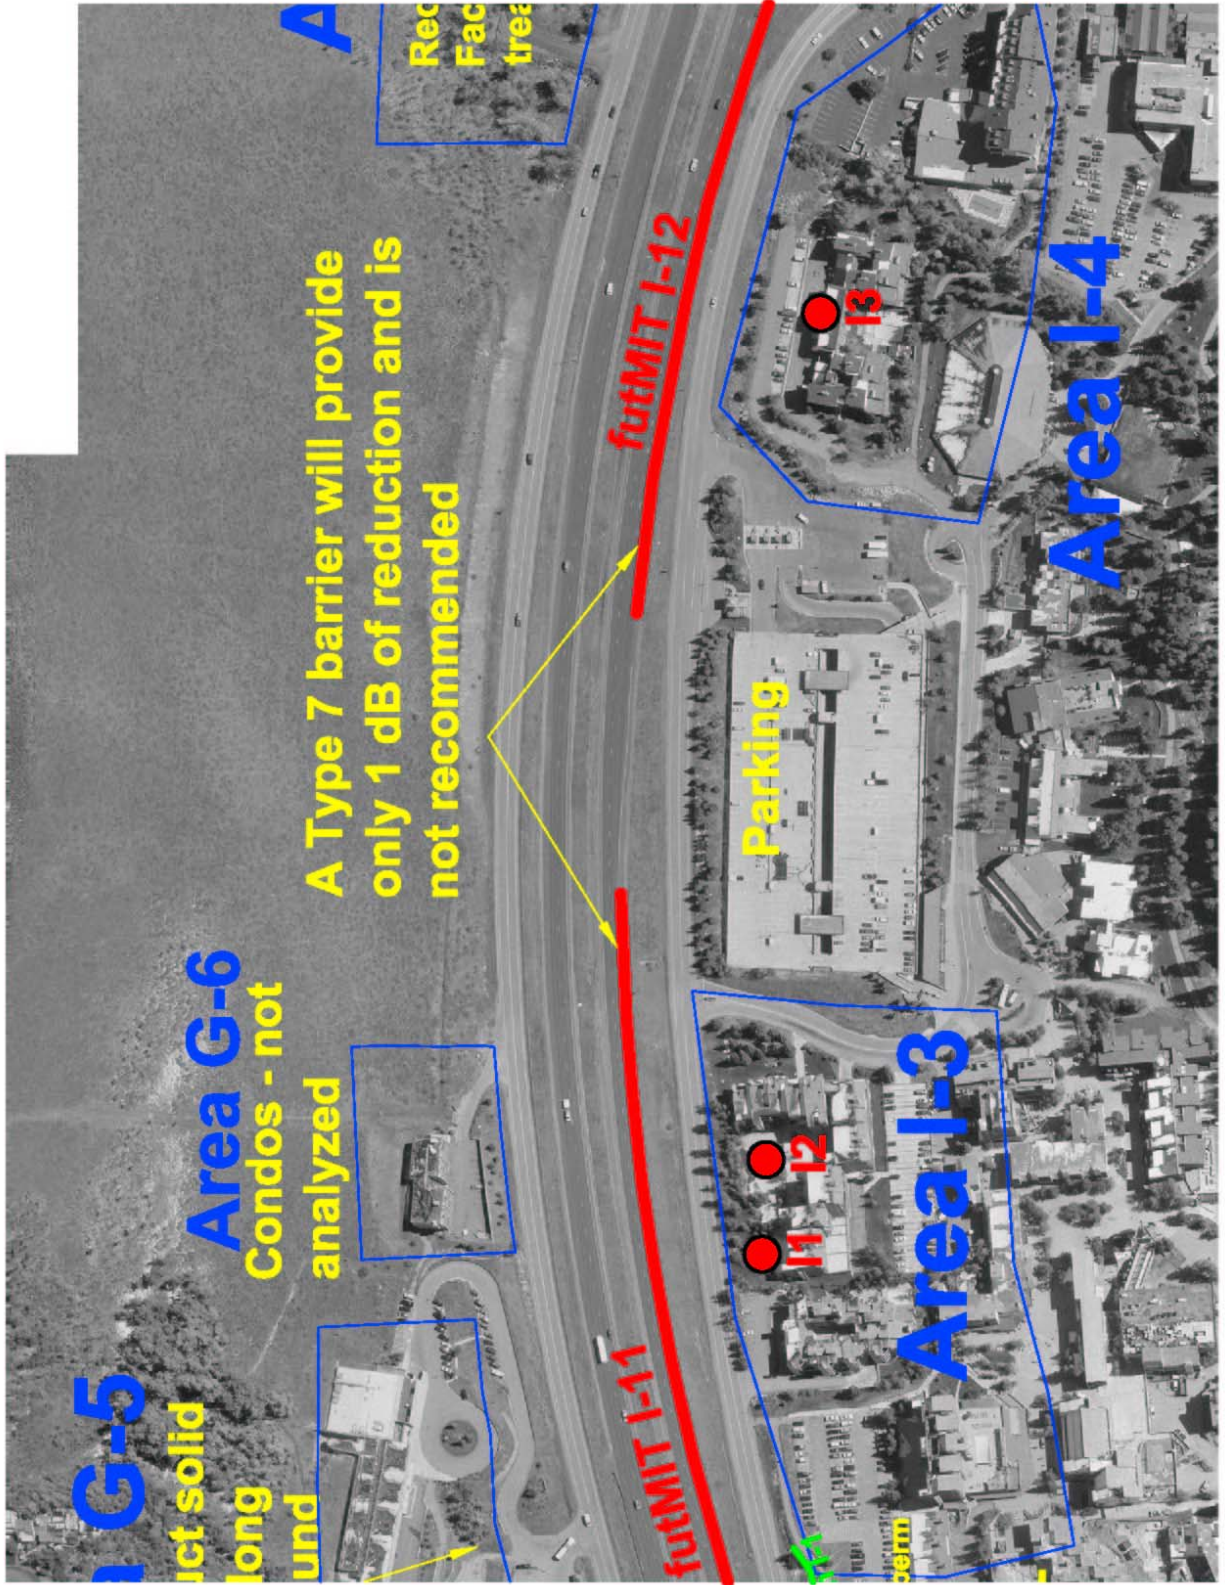 A
Rec
Fac
trea
A Type 7 barrier will provide
only 1 dB of reduction and is
not recommended
futMIT I-12
I3
Area I-4
Parking
Area G-6
Condos - not
analyzed
I2
I1
Area I-3
futMIT I-11
G-5
uct solid
long
und
berm